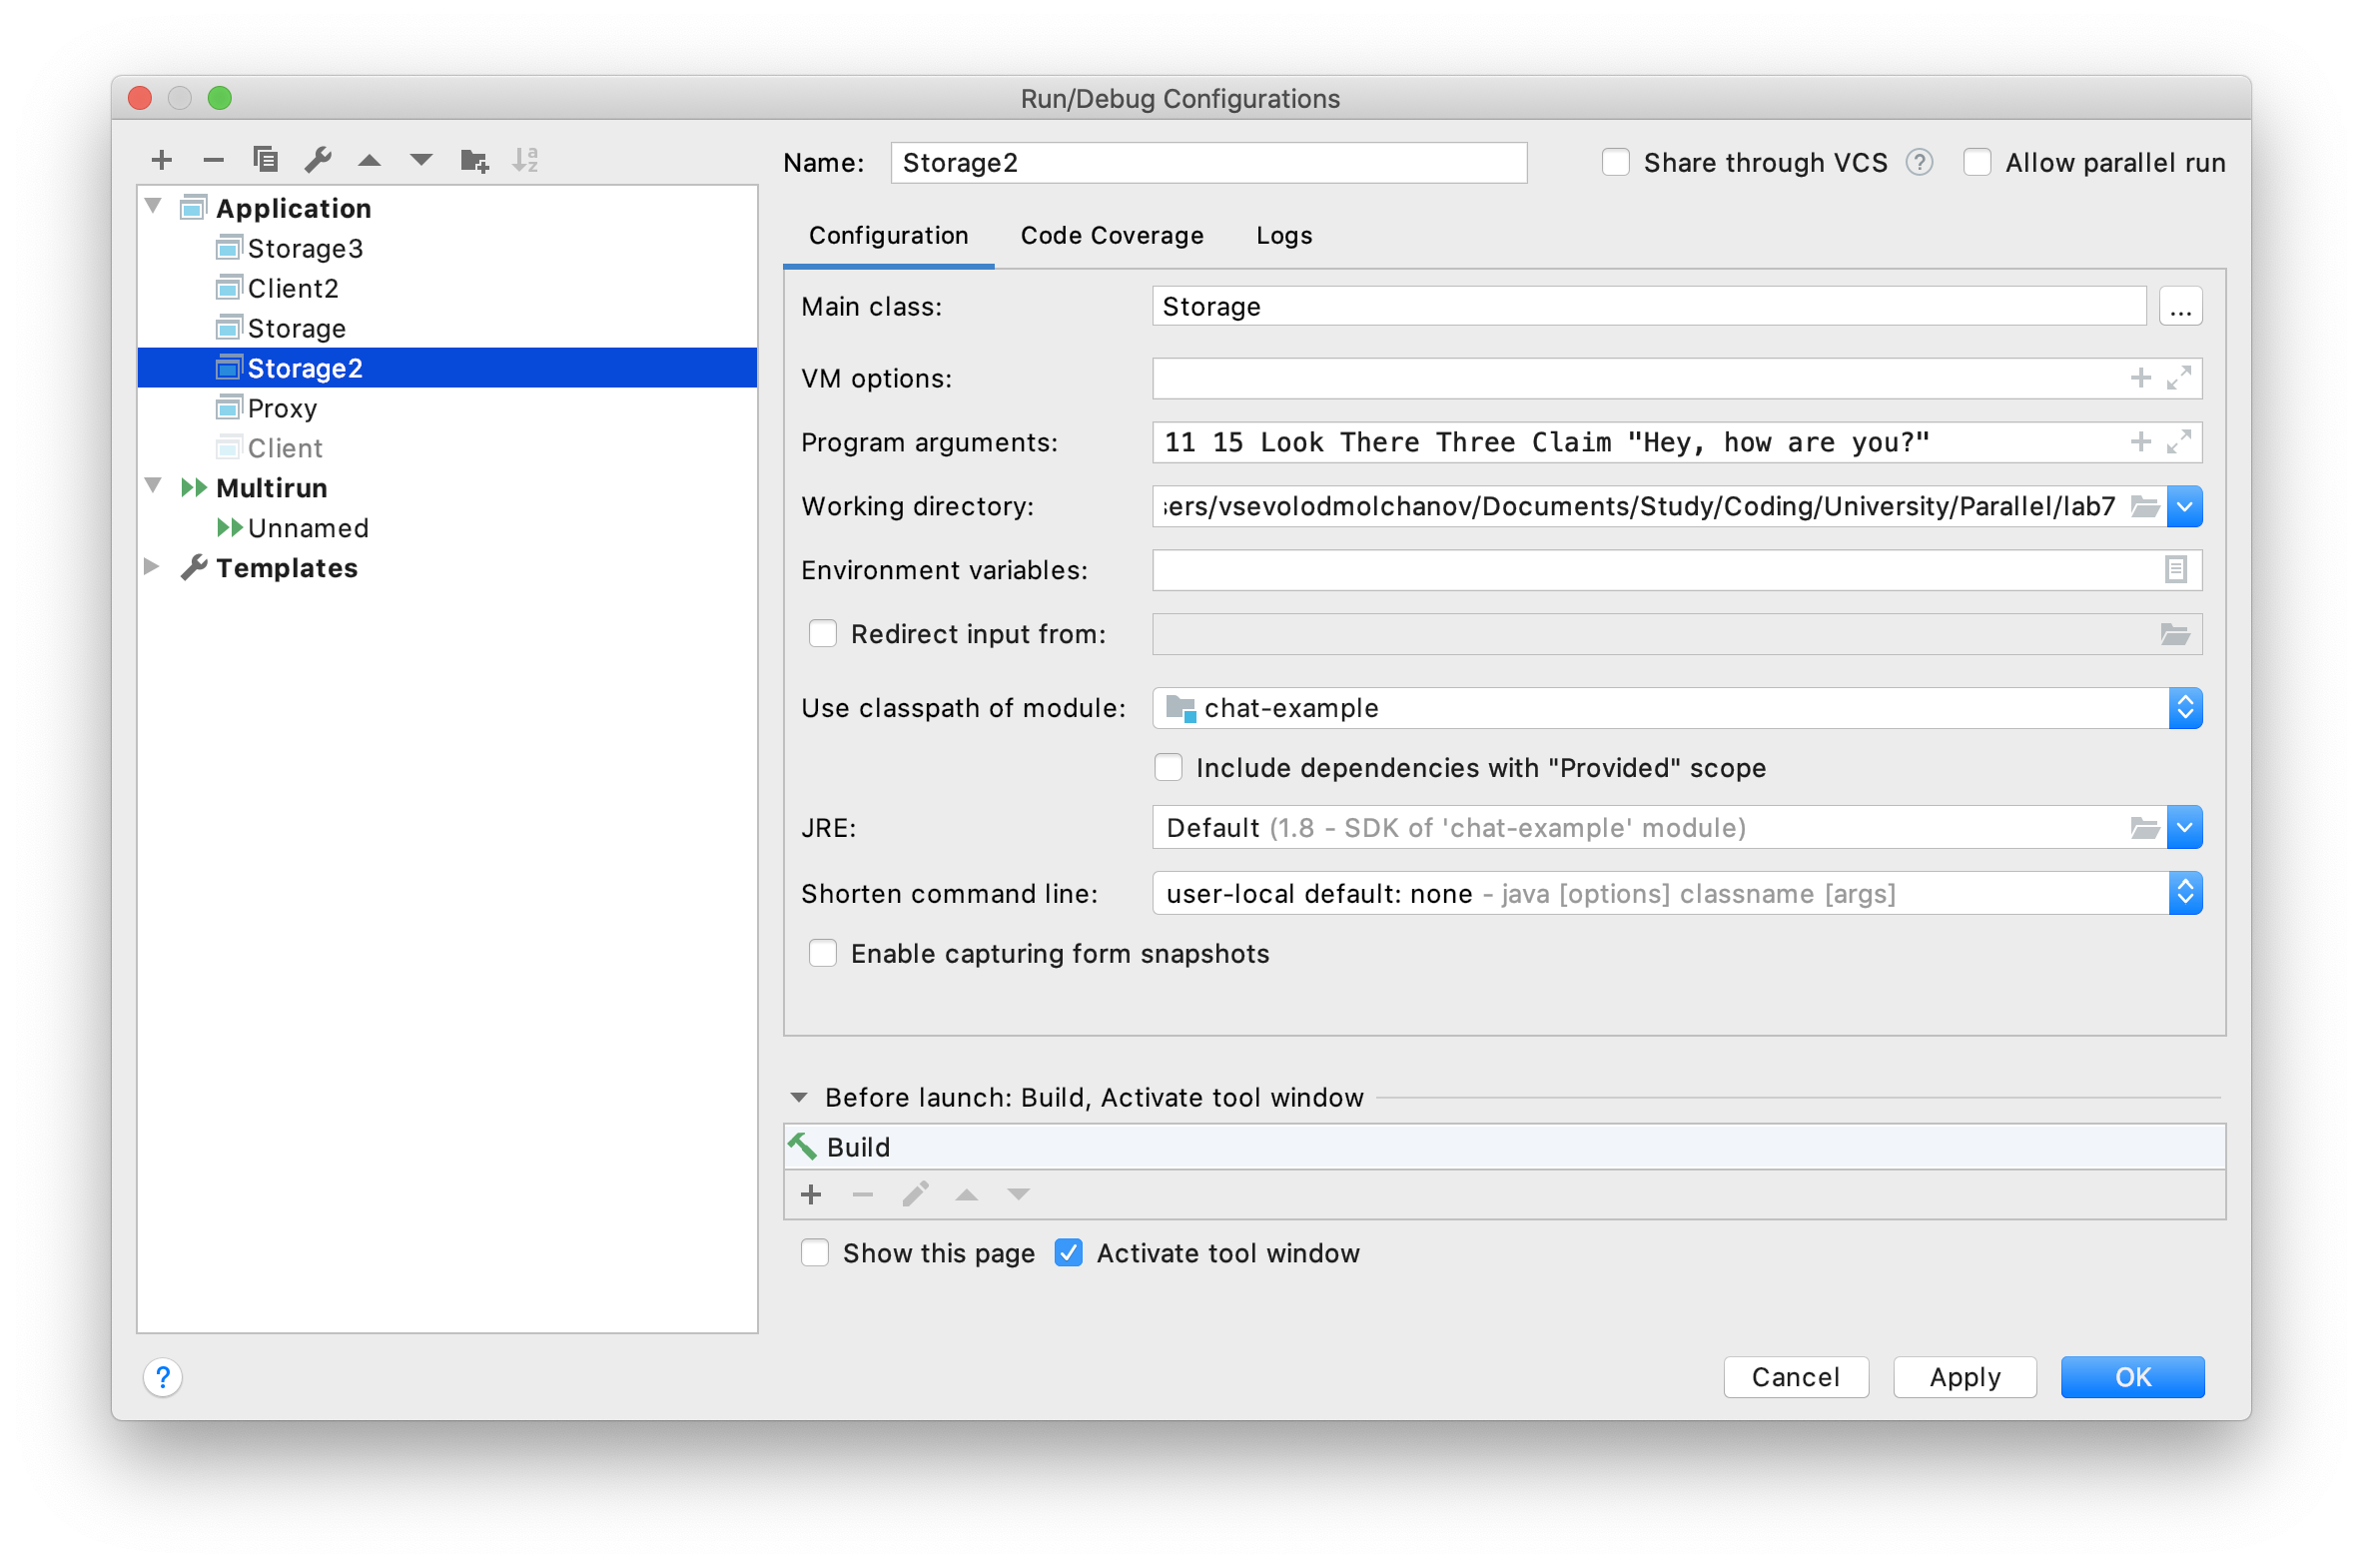 Run/Debug Configurations
Name: Storage2 Share through VCS ? Allow parallel run
Application
Storage3
Client2
Storage
Storage2
Proxy
Client
Multirun
Unnamed
Templates
Configuration Code Coverage Logs
Main class: Storage ...
VM options:
Program arguments: 11 15 Look There Three Claim "Hey, how are you?"
Working directory: sers/vsevolodmolchanov/Documents/Study/Coding/University/Parallel/lab7
Environment variables:
Redirect input from:
Use classpath of module: chat-example
Include dependencies with "Provided" scope
JRE: Default (1.8 - SDK of 'chat-example' module)
Shorten command line: user-local default: none - java [options] classname [args]
Enable capturing form snapshots
Before launch: Build, Activate tool window
Build
Show this page Activate tool window
? Cancel Apply OK